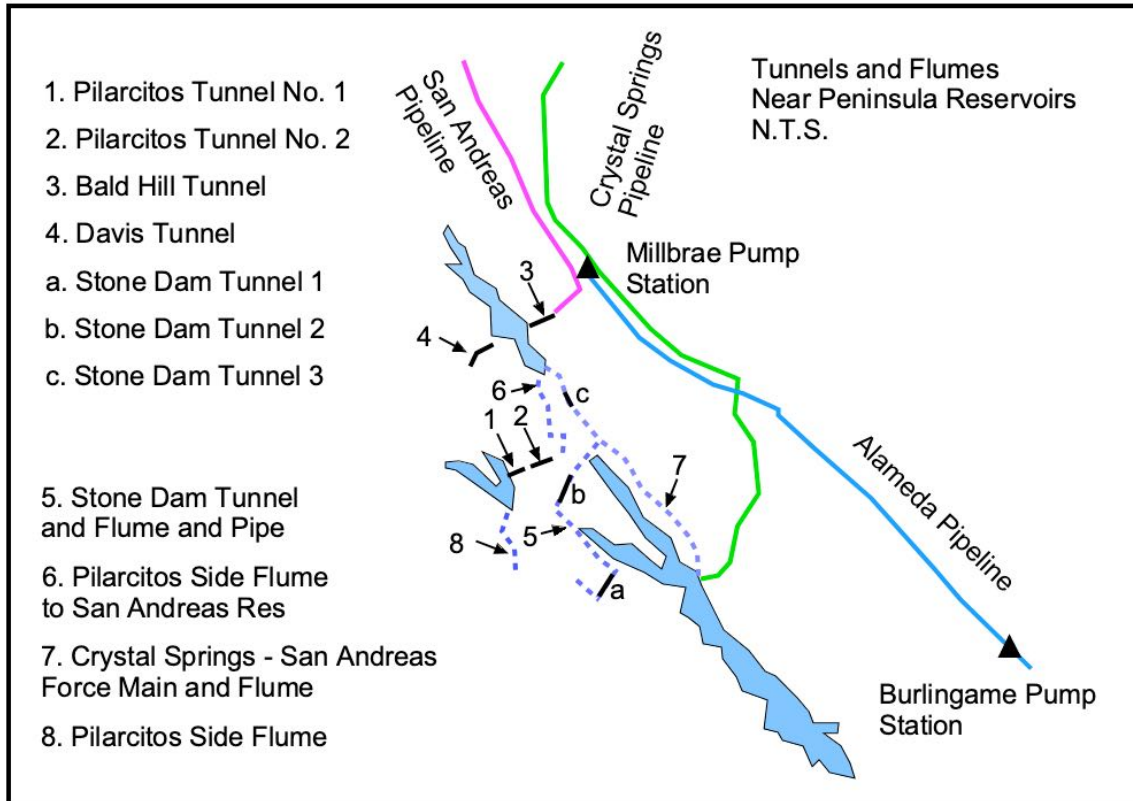 1. Pilarcitos Tunnel No. 1
2. Pilarcitos Tunnel No. 2
3. Bald Hill Tunnel
4. Davis Tunnel
a. Stone Dam Tunnel 1
b. Stone Dam Tunnel 2
c. Stone Dam Tunnel 3
5. Stone Dam Tunnel
and Flume and Pipe
6. Pilarcitos Side Flume
to San Andreas Res
7. Crystal Springs - San Andreas
Force Main and Flume
8. Pilarcitos Side Flume
San Andreas
Pipeline
Crystal Springs
Pipeline
Tunnels and Flumes
Near Peninsula Reservoirs
N.T.S.
Millbrae Pump
Station
3
4
6
c
1
2
7
b
5
8
a
Alameda Pipeline
Burlingame Pump
Station